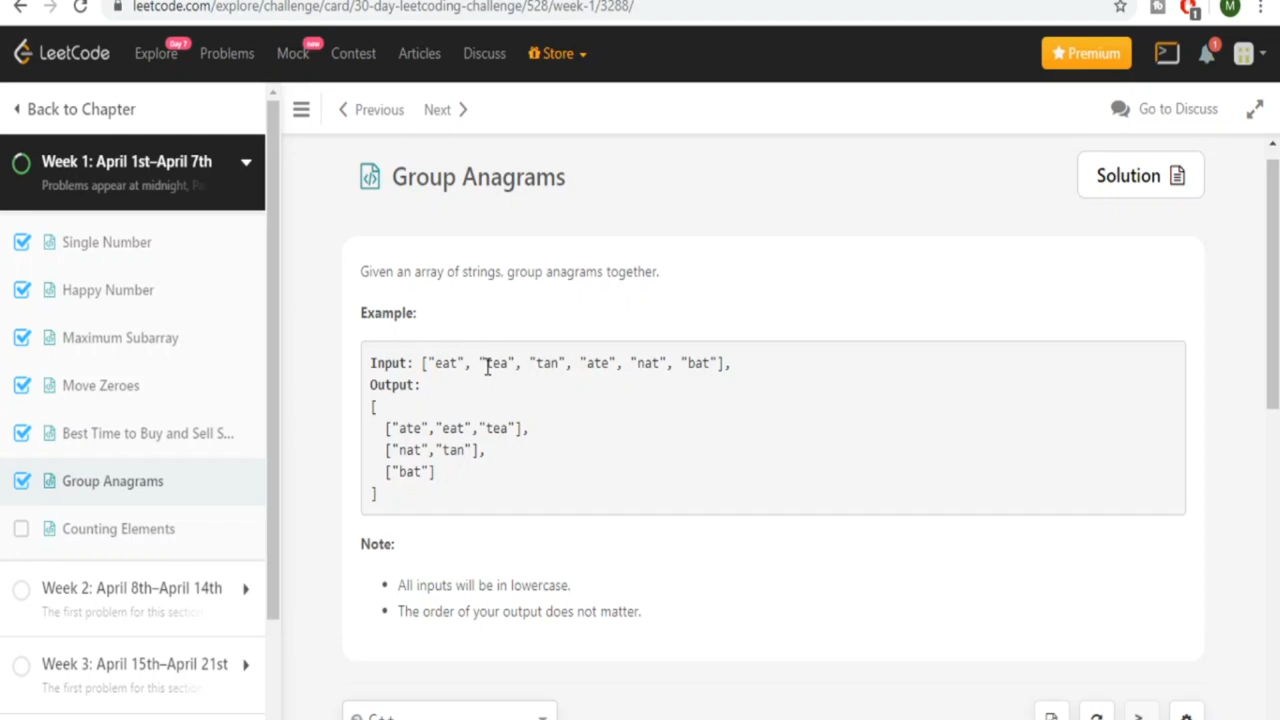 leetcode.com/explore/challenge/card/30-day-leetcoding-challenge/528/week-1/3288/
1
M
LeetCode
Explore
Day 7
Problems
Mock
new
Contest
Articles
Discuss
Store
Premium
1
Back to Chapter
Previous
Next
Go to Discuss
Week 1: April 1st–April 7th
Problems appear at midnight,
Single Number
Happy Number
Maximum Subarray
Move Zeroes
Best Time to Buy and Sell S...
Group Anagrams
Counting Elements
Week 2: April 8th–April 14th
The first problem for this
Week 3: April 15th–April 21st
The first problem for this
Group Anagrams
Solution
Given an array of strings, group anagrams together.
Example:
Input: ["eat", "tea", "tan", "ate", "nat", "bat"],
Output:
[
["ate","eat","tea"],
["nat","tan"],
["bat"]
]
Note:
• All inputs will be in lowercase.
• The order of your output does not matter.
C++